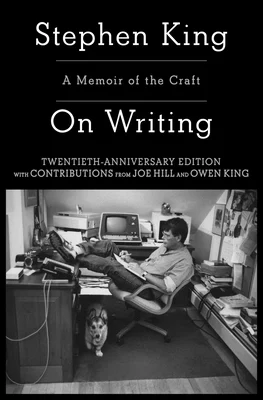 Stephen King
A Memoir of the Craft
On Writing
TWENTIETH-ANNIVERSARY EDITION
WITH CONTRIBUTIONS FROM JOE HILL AND OWEN KING